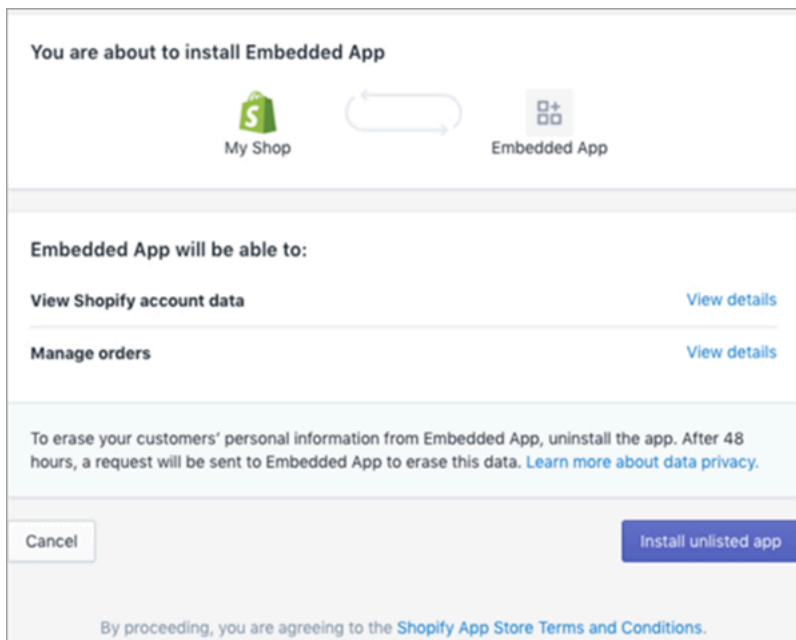 You are about to install Embedded App
My Shop
Embedded App
Embedded App will be able to:
View Shopify account data
View details
Manage orders
View details
To erase your customers' personal information from Embedded App, uninstall the app. After 48
hours, a request will be sent to Embedded App to erase this data. Learn more about data privacy.
Cancel
Install unlisted app
By proceeding, you are agreeing to the Shopify App Store Terms and Conditions.